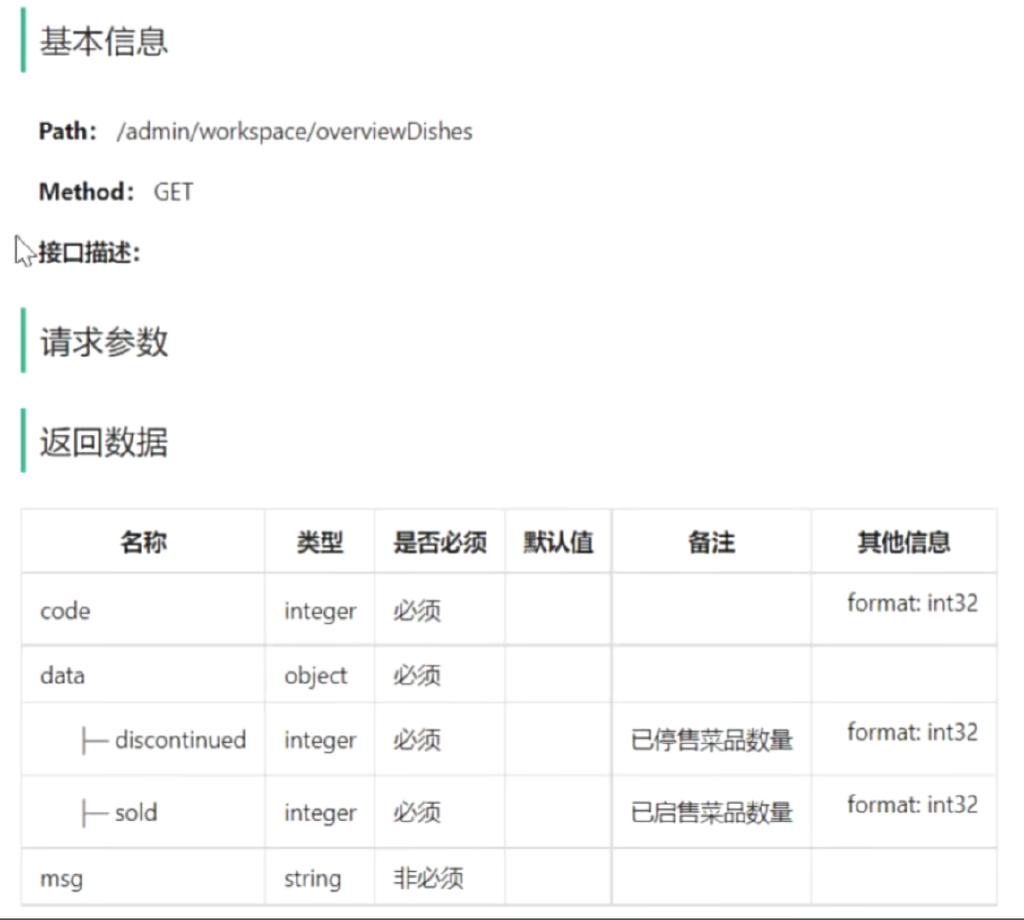 基本信息
Path： /admin/workspace/overviewDishes
Method： GET
接口描述：
请求参数
返回数据
名称 类型 是否必须 默认值 备注 其他信息
code integer 必须 format: int32
data object 必须
├─ discontinued integer 必须 已停售菜品数量 format: int32
├─ sold integer 必须 已启售菜品数量 format: int32
msg string 非必须